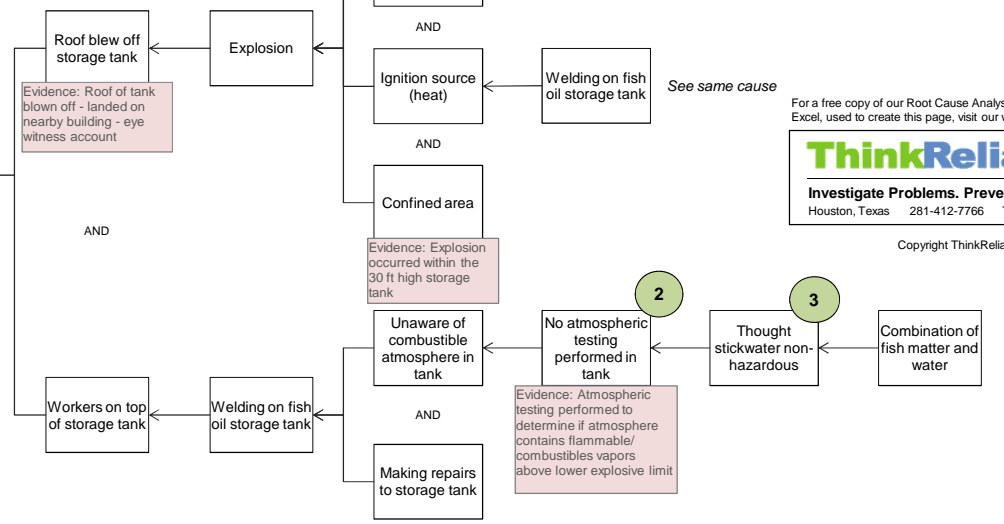 AND
Roof blew off
storage tank
Explosion
Ignition source
(heat)
Welding on fish
oil storage tank
See same cause
Evidence: Roof of tank
blown off - landed on
nearby building - eye
witness account
For a free copy of our Root Cause Analys
Excel, used to create this page, visit our
ThinkRelia
Investigate Problems. Preve
Houston, Texas 281-412-7766
AND
Confined area
AND
Evidence: Explosion
occurred within the
30 ft high storage
tank
Copyright ThinkRelia
2
3
Unaware of
combustible
atmosphere in
tank
No atmospheric
testing
performed in
tank
Thought
stickwater non-
hazardous
Combination of
fish matter and
water
Workers on top
of storage tank
Welding on fish
oil storage tank
AND
Evidence: Atmospheric
testing performed to
determine if atmosphere
contains flammable/
combustibles vapors
above lower explosive limit
Making repairs
to storage tank